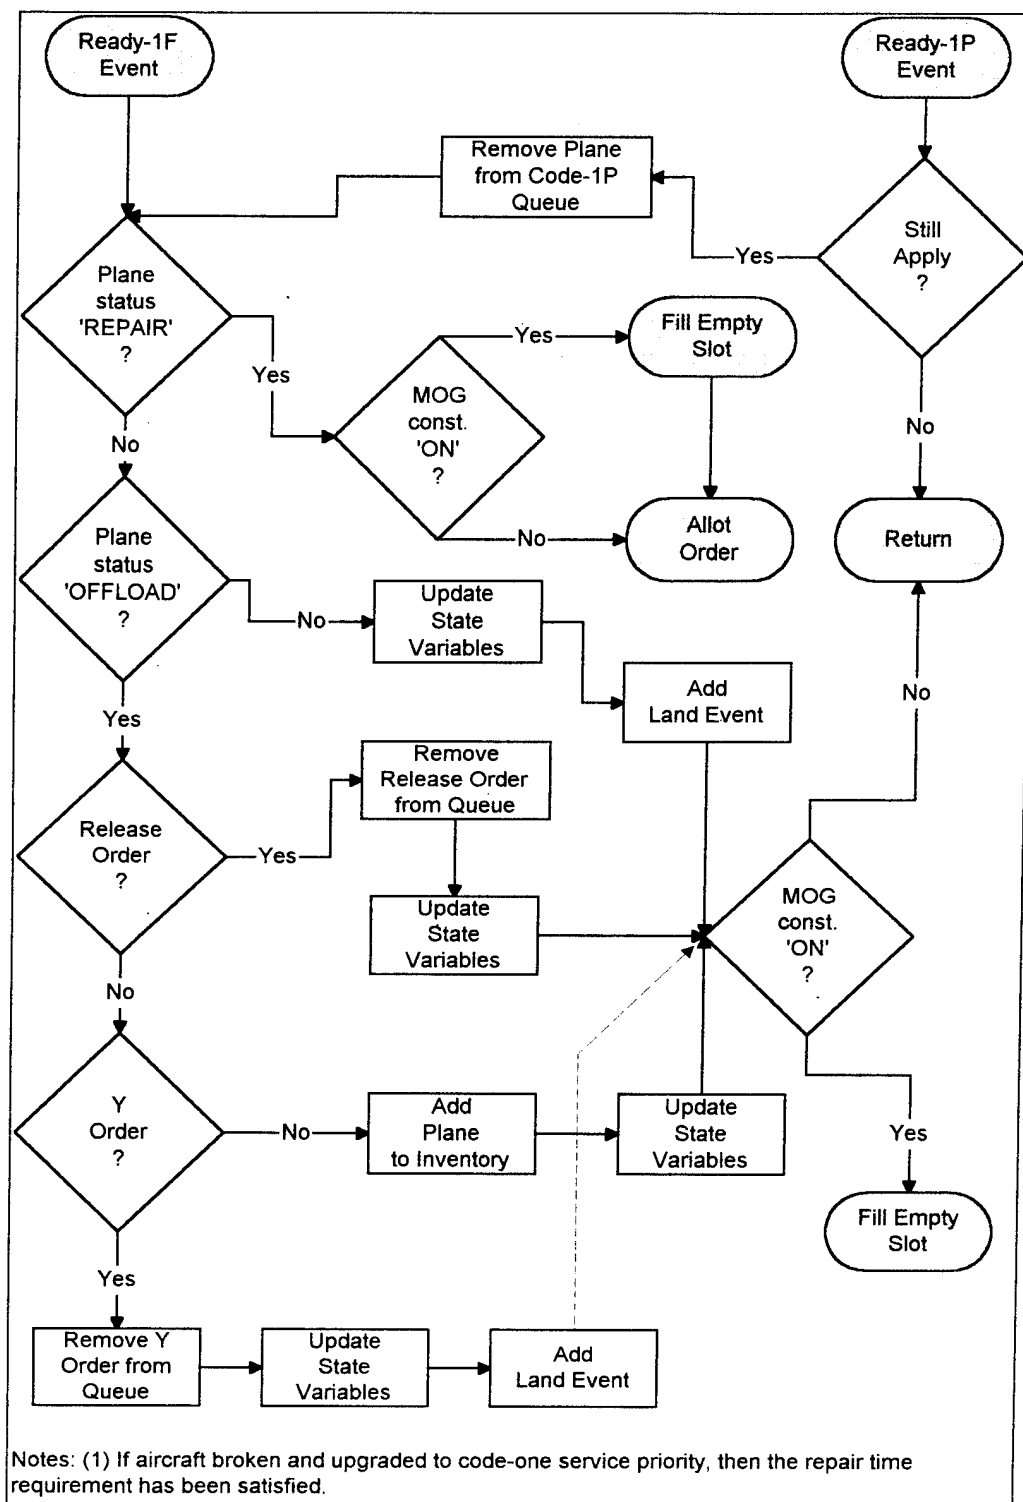 Ready-1F
Event
Ready-1P
Event
Remove Plane
from Code-1P
Queue
Still
Apply
?
Yes
Plane
status
'REPAIR'
?
Yes
MOG
const.
'ON'
?
Yes
Fill Empty
Slot
No
No
No
Allot
Order
Return
Plane
status
'OFFLOAD'
?
No
Update
State
Variables
Add
Land Event
No
Yes
Remove
Release Order
from Queue
Release
Order
?
Yes
Update
State
Variables
MOG
const.
'ON'
?
No
Y
Order
?
No
Add
Plane
to Inventory
Update
State
Variables
Yes
Fill Empty
Slot
Yes
Remove Y
Order from
Queue
Update
State
Variables
Add
Land Event
Notes: (1) If aircraft broken and upgraded to code-one service priority, then the repair time
requirement has been satisfied.